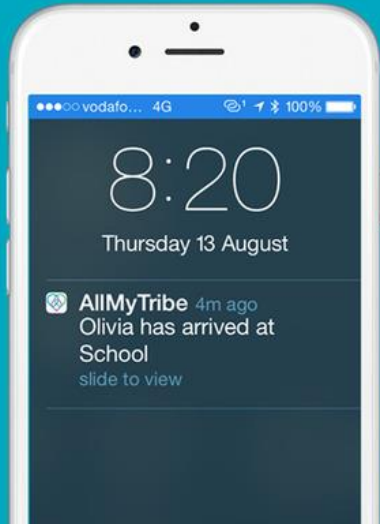 vodafo... 4G 1 100%
8:20
Thursday 13 August
AllMyTribe 4m ago
Olivia has arrived at
School
slide to view